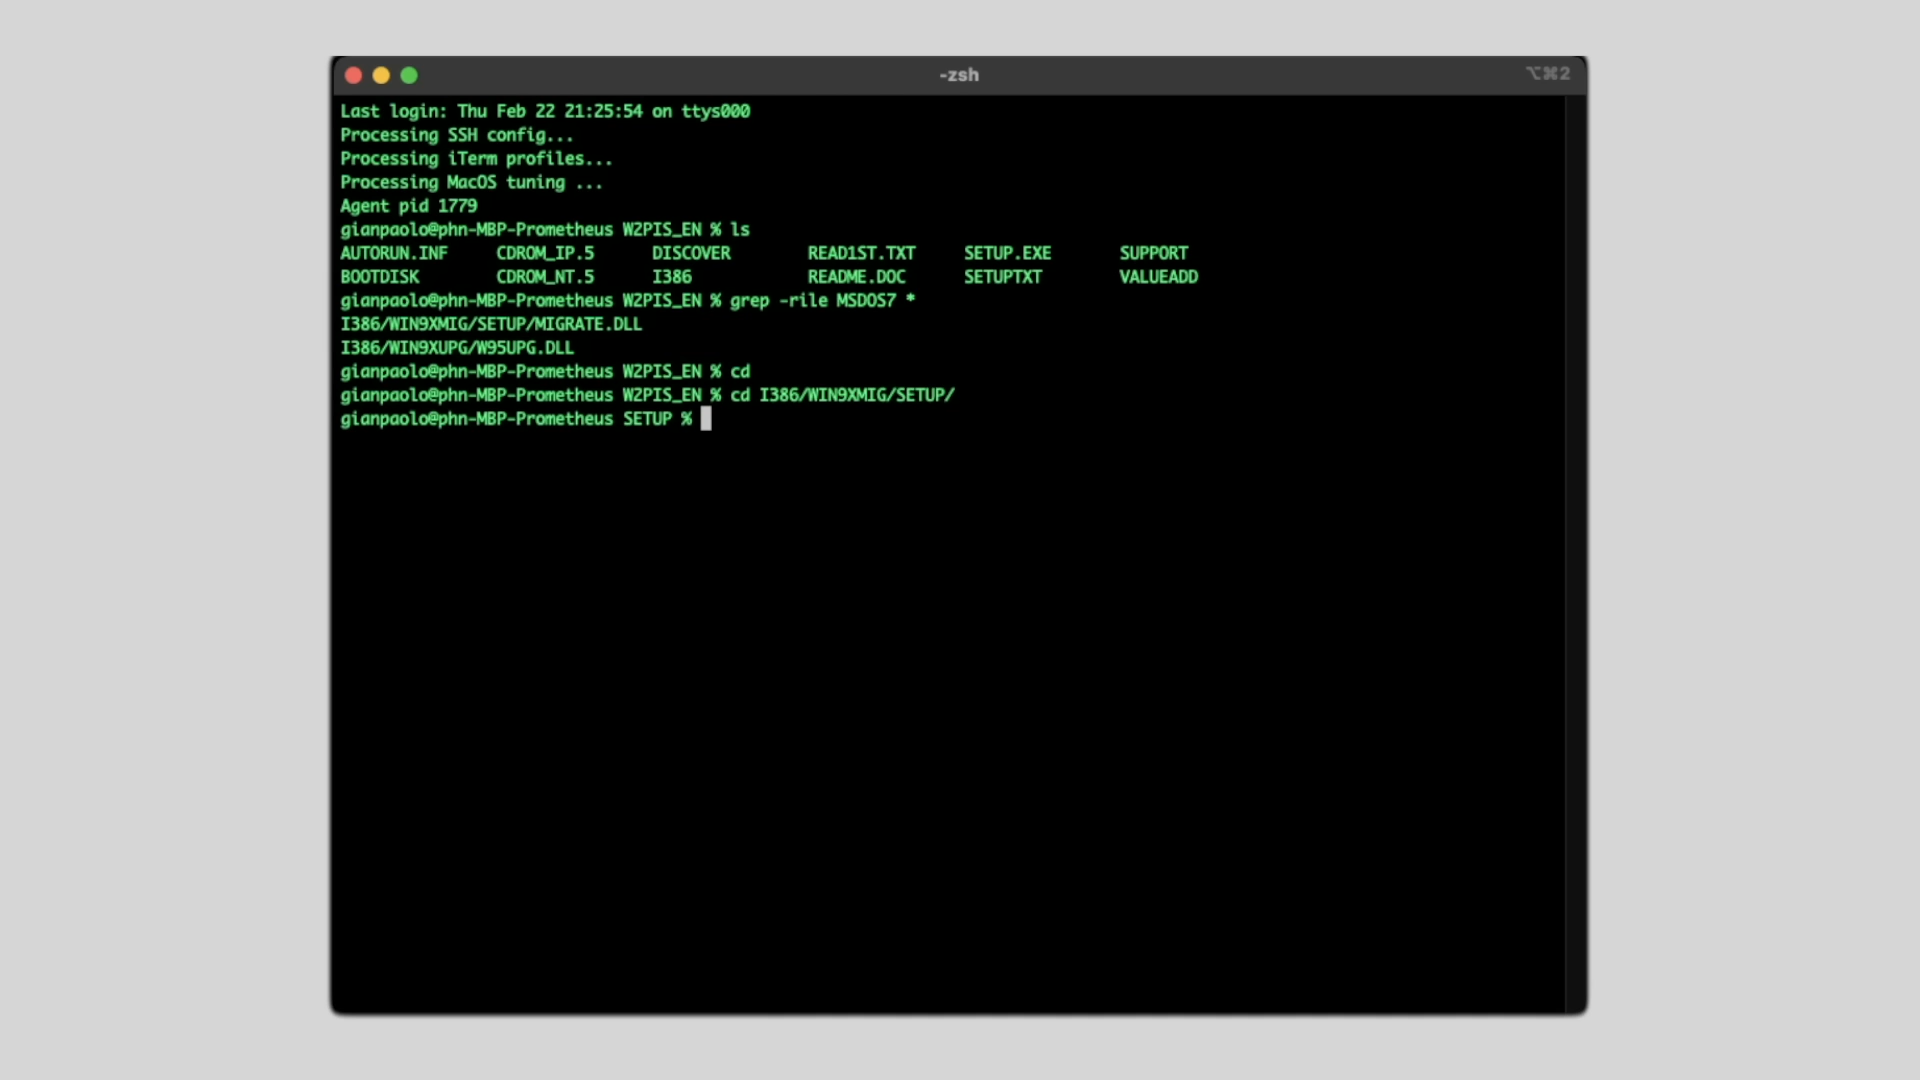 -zsh
⌥⌘2
Last login: Thu Feb 22 21:25:54 on ttys000
Processing SSH config...
Processing iTerm profiles...
Processing MacOS tuning ...
Agent pid 1779
gianpaolo@phn-MBP-Prometheus W2PIS_EN % ls
AUTORUN.INF CDROM_IP.5 DISCOVER READ1ST.TXT SETUP.EXE SUPPORT
BOOTDISK CDROM_NT.5 I386 README.DOC SETUPTXT VALUEADD
gianpaolo@phn-MBP-Prometheus W2PIS_EN % grep -rile MSDOS7 *
I386/WIN9XMIG/SETUP/MIGRATE.DLL
I386/WIN9XUPG/W95UPG.DLL
gianpaolo@phn-MBP-Prometheus W2PIS_EN % cd
gianpaolo@phn-MBP-Prometheus W2PIS_EN % cd I386/WIN9XMIG/SETUP/
gianpaolo@phn-MBP-Prometheus SETUP %